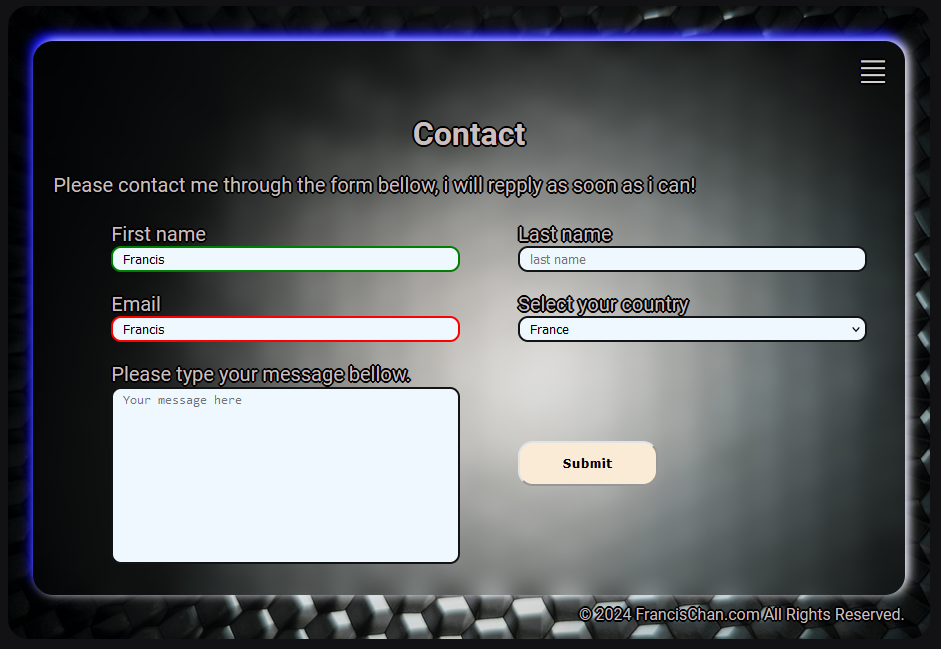 Contact
Please contact me through the form bellow, i will repply as soon as i can!
First name
Last name
Francis
last name
Email
Select your country
Francis
France
Please type your message bellow.
Your message here
Submit
© 2024 FrancisChan.com All Rights Reserved.